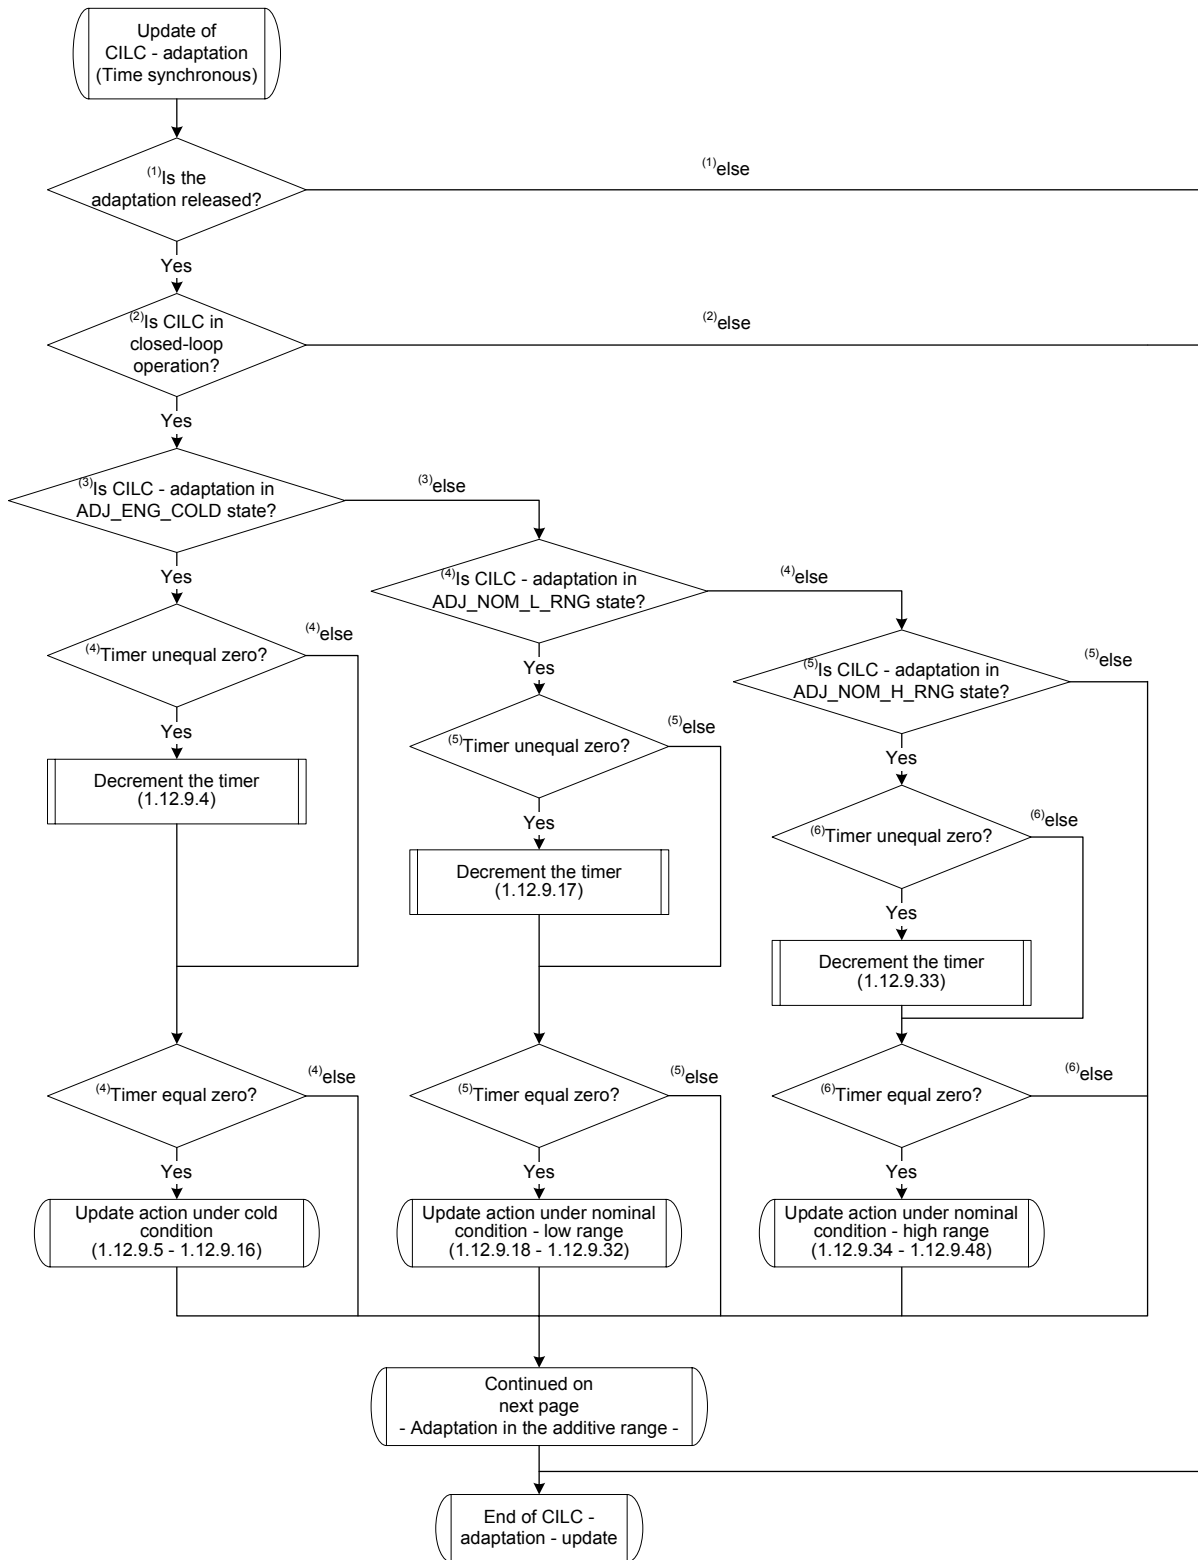 Update of
CILC - adaptation
(Time synchronous)
(1)Is the
adaptation released?
(1)else
Yes
(2)Is CILC in
closed-loop
operation?
(2)else
Yes
(3)Is CILC - adaptation in
ADJ_ENG_COLD state?
(3)else
Yes
(4)Is CILC - adaptation in
ADJ_NOM_L_RNG state?
(4)else
(4)Timer unequal zero?
(4)else
Yes
(5)Is CILC - adaptation in
ADJ_NOM_H_RNG state?
(5)else
Yes
(5)Timer unequal zero?
(5)else
Yes
Decrement the timer
(1.12.9.4)
Yes
(6)Timer unequal zero?
(6)else
Decrement the timer
(1.12.9.17)
Yes
Decrement the timer
(1.12.9.33)
(4)Timer equal zero?
(4)else
(5)Timer equal zero?
(5)else
(6)Timer equal zero?
(6)else
Yes
Yes
Yes
Update action under cold
condition
(1.12.9.5 - 1.12.9.16)
Update action under nominal
condition - low range
(1.12.9.18 - 1.12.9.32)
Update action under nominal
condition - high range
(1.12.9.34 - 1.12.9.48)
Continued on
next page
- Adaptation in the additive range -
End of CILC -
adaptation - update